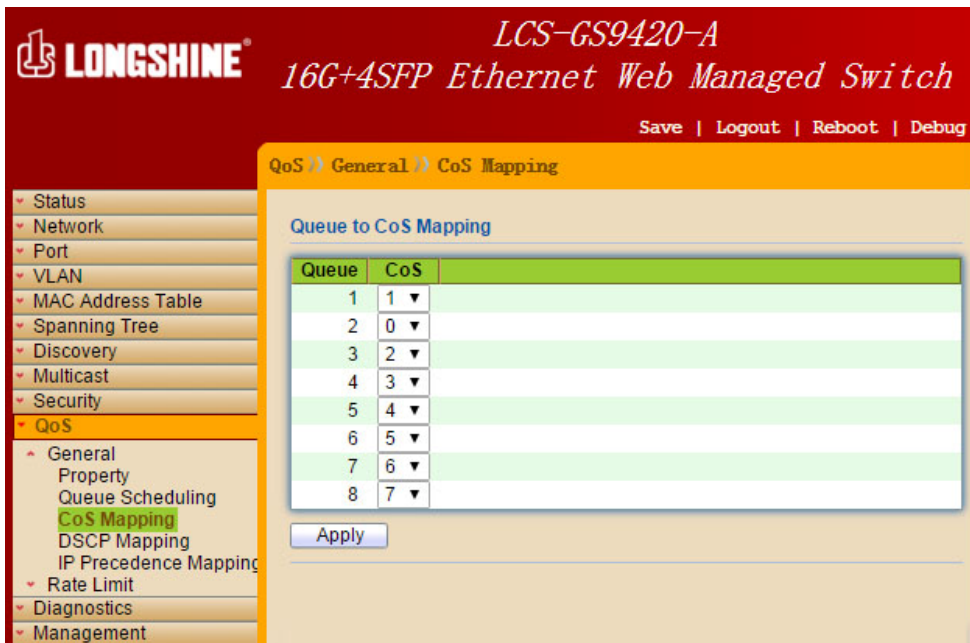 LONGSHINE®
LCS-GS9420-A
16G+4SFP Ethernet Web Managed Switch
Save | Logout | Reboot | Debug
QoS » General » CoS Mapping
Status
Network
Port
VLAN
MAC Address Table
Spanning Tree
Discovery
Multicast
Security
QoS
General
Property
Queue Scheduling
CoS Mapping
DSCP Mapping
IP Precedence Mapping
Rate Limit
Diagnostics
Management
Queue to CoS Mapping
Queue CoS
1 1
2 0
3 2
4 3
5 4
6 5
7 6
8 7
Apply